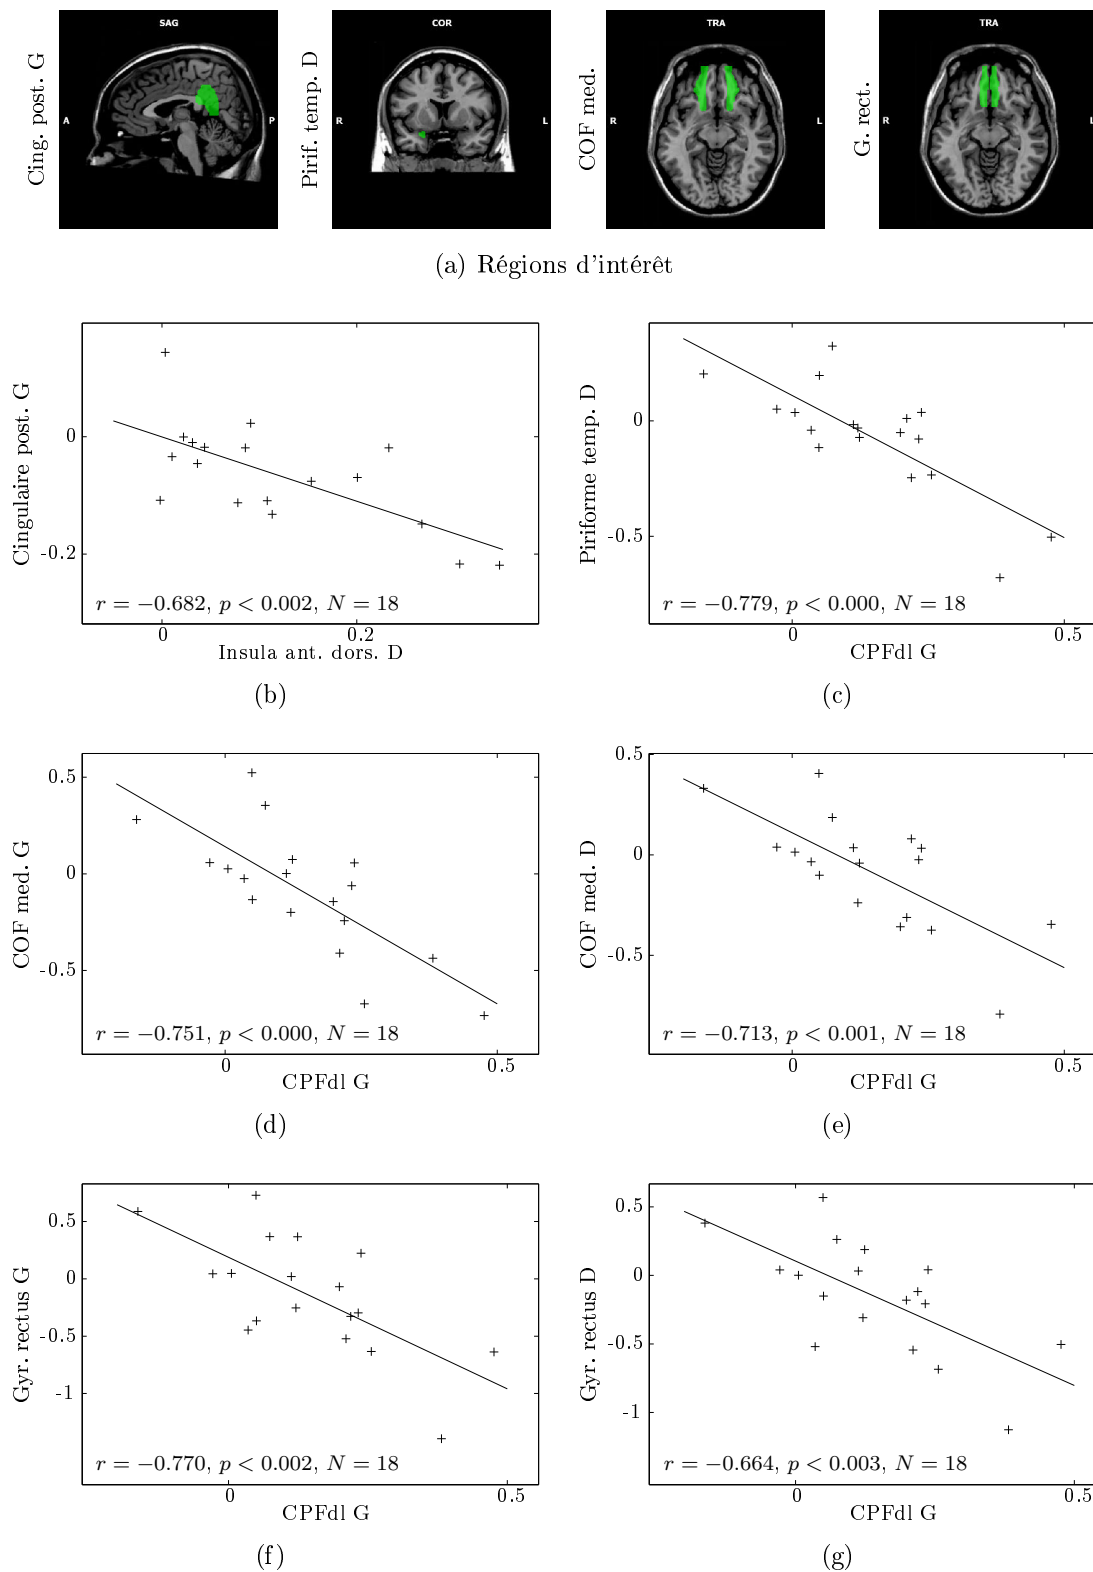 SAG
COR
TRA
TRA
Cing. post. G
A
P
Pirif. temp. D
R
L
COF med.
R
L
G. rect.
R
L
(a) Régions d'intérêt
Cingulaire post. G
0
-0.2
r = −0.682, p < 0.002, N = 18
0
0.2
Insula ant. dors. D
(b)
Piriforme temp. D
0
-0.5
r = −0.779, p < 0.000, N = 18
0
0.5
CPFdl G
(c)
COF med. G
0.5
0
-0.5
r = −0.751, p < 0.000, N = 18
0
0.5
CPFdl G
(d)
COF med. D
0.5
0
-0.5
r = −0.713, p < 0.001, N = 18
0
0.5
CPFdl G
(e)
Gyr. rectus G
0.5
0
-0.5
-1
r = −0.770, p < 0.002, N = 18
0
0.5
CPFdl G
(f)
Gyr. rectus D
0.5
0
-0.5
-1
r = −0.664, p < 0.003, N = 18
0
0.5
CPFdl G
(g)